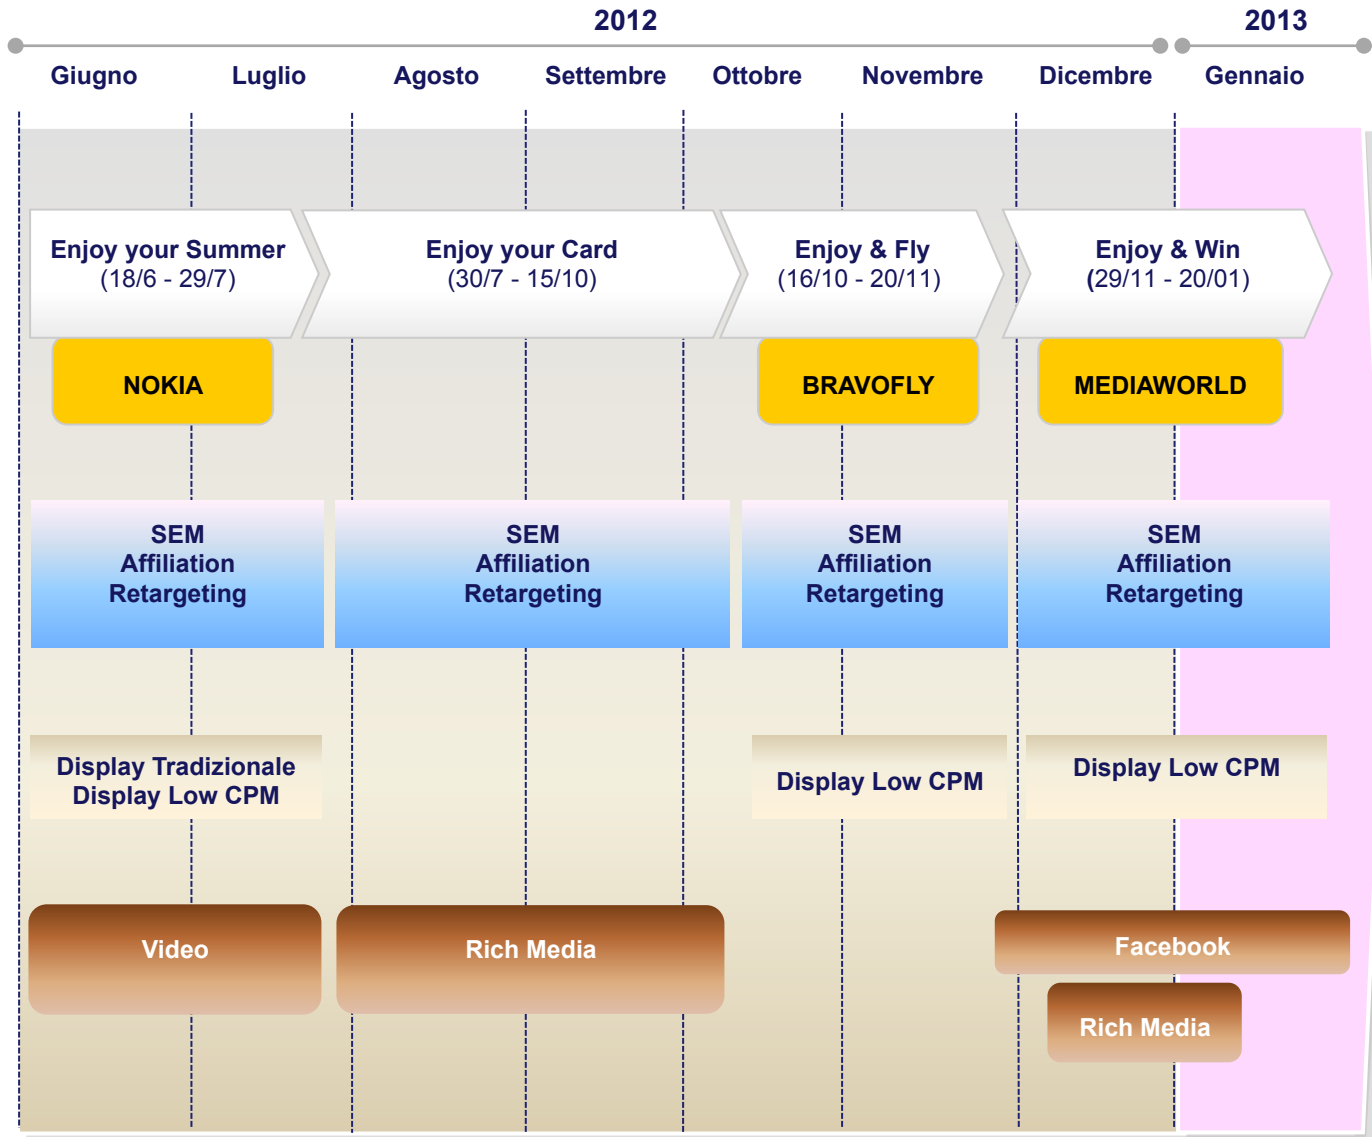 2012
2013
Giugno
Luglio
Agosto
Settembre
Ottobre
Novembre
Dicembre
Gennaio
Enjoy your Summer
(18/6 - 29/7)
Enjoy your Card
(30/7 - 15/10)
Enjoy & Fly
(16/10 - 20/11)
Enjoy & Win
(29/11 - 20/01)
NOKIA
BRAVOFLY
MEDIAWORLD
SEM
Affiliation
Retargeting
SEM
Affiliation
Retargeting
SEM
Affiliation
Retargeting
SEM
Affiliation
Retargeting
Display Tradizionale
Display Low CPM
Display Low CPM
Display Low CPM
Video
Rich Media
Facebook
Rich Media